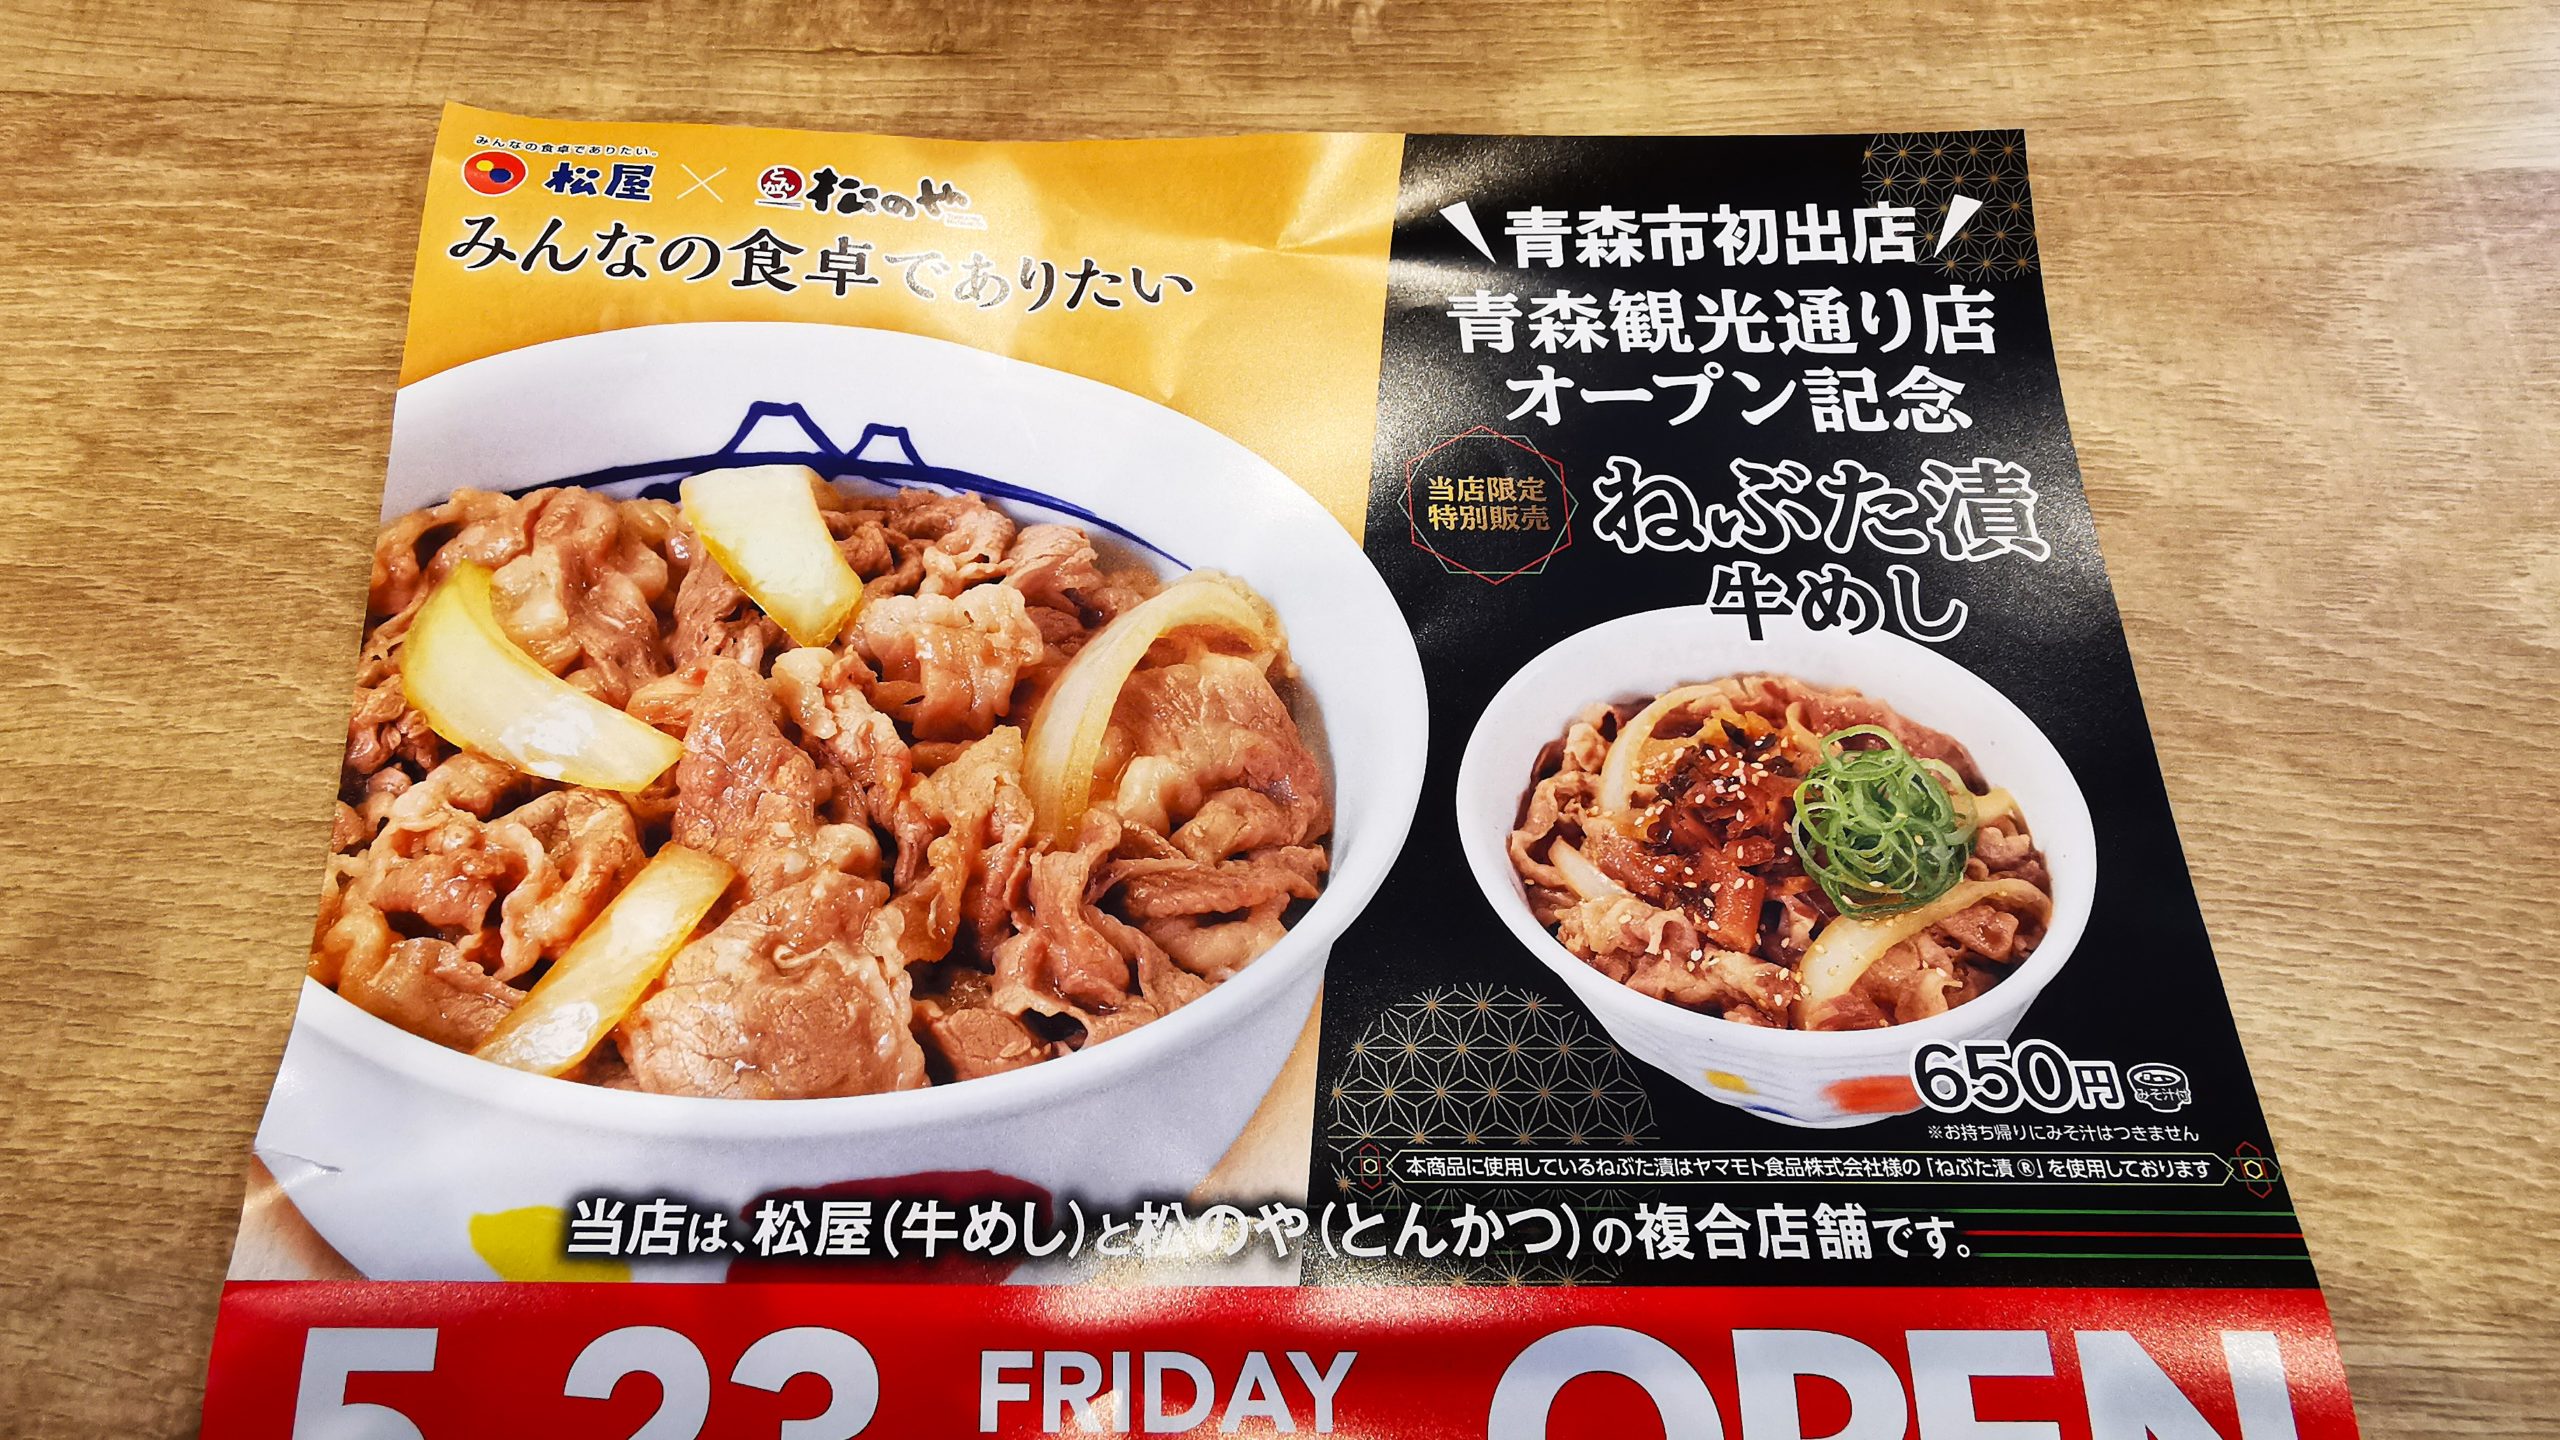 みんなの食卓でありたい。
松屋 × とんかつ 松のや
みんなの食卓でありたい
青森市初出店
青森観光通り店
オープン記念
当店限定
特別販売
ねぶた漬
牛めし
650円 みそ汁付
※お持ち帰りにみそ汁はつきません
本商品に使用しているねぶた漬はヤマモト食品株式会社様の「ねぶた漬®」を使用しております
当店は、松屋(牛めし)と松のや(とんかつ)の複合店舗です。
5 23 FRIDAY OPEN